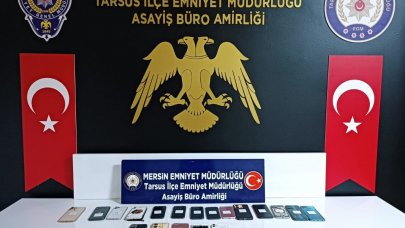 TARSUS İLÇE EMNİYET MÜDÜRLÜĞÜ
ASAYİŞ BÜRO AMİRLİĞİ
MERSİN EMNİYET MÜDÜRLÜĞÜ
Tarsus İlçe Emniyet Müdürlüğü
Asayiş Büro Amirliği